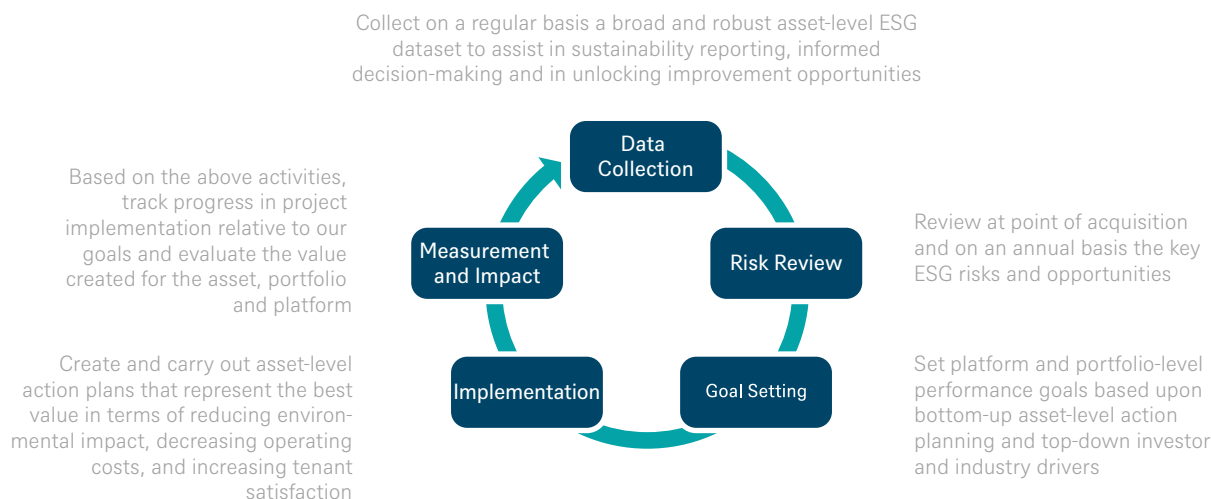 Collect on a regular basis a broad and robust asset-level ESG
dataset to assist in sustainability reporting, informed
decision-making and in unlocking improvement opportunities
Data
Collection
Risk Review
Review at point of acquisition
and on an annual basis the key
ESG risks and opportunities
Goal Setting
Set platform and portfolio-level
performance goals based upon
bottom-up asset-level action
planning and top-down investor
and industry drivers
Implementation
Create and carry out asset-level
action plans that represent the best
value in terms of reducing environ-
mental impact, decreasing operating
costs, and increasing tenant
satisfaction
Measurement
and Impact
Based on the above activities,
track progress in project
implementation relative to our
goals and evaluate the value
created for the asset, portfolio
and platform